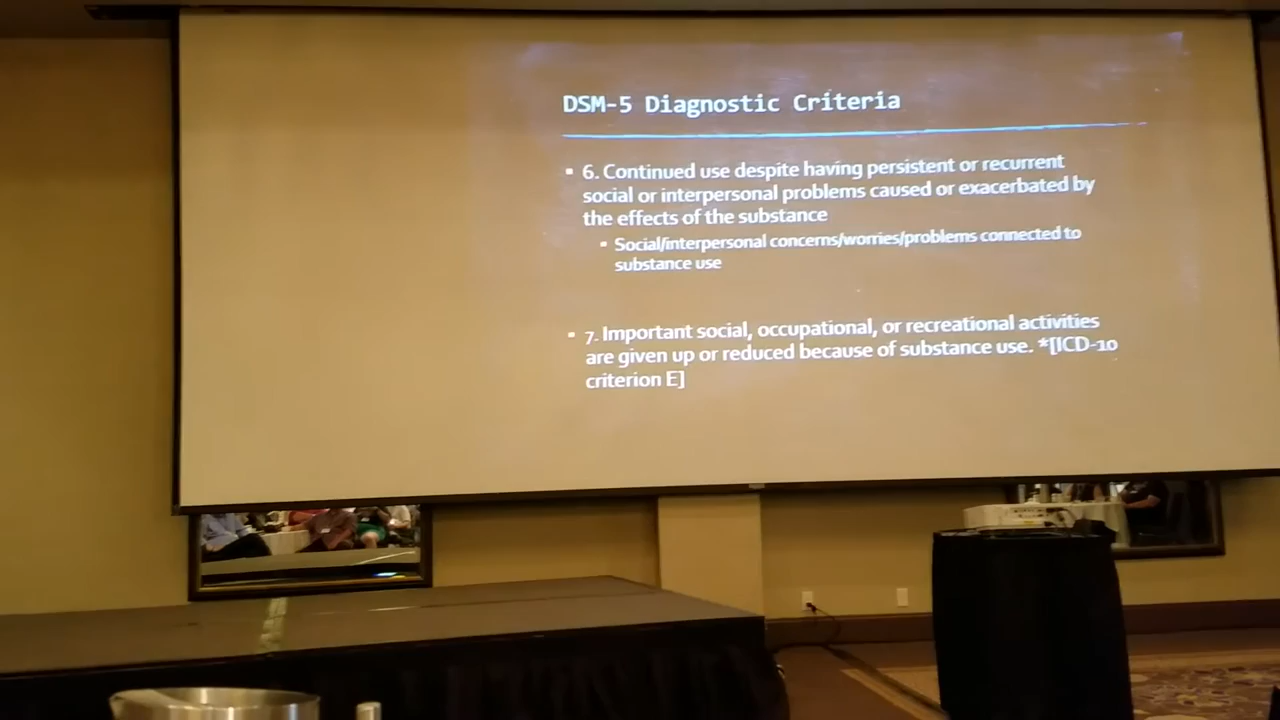 DSM-5 Diagnostic Criteria
▪ 6. Continued use despite having persistent or recurrent
social or interpersonal problems caused or exacerbated by
the effects of the substance
▪ Social/interpersonal concerns/worries/problems connected to
substance use
▪ 7. Important social, occupational, or recreational activities
are given up or reduced because of substance use. *[ICD-10
criterion E]